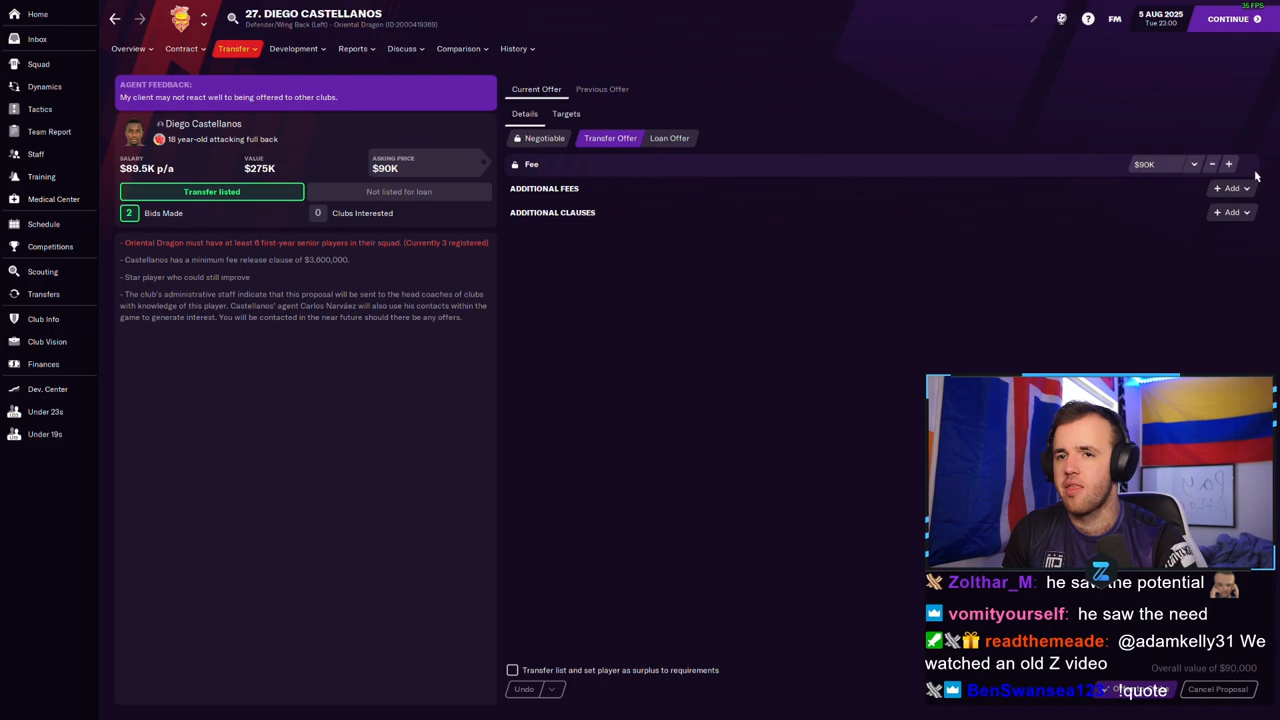 36 FPS
27. DIEGO CASTELLANOS
Defender/Wing Back (Left) - Oriental Dragon (ID:2000419369)
FM
5 AUG 2025
Tue 23:00
CONTINUE
Home
Inbox
Squad
Dynamics
Tactics
Team Report
Staff
Training
Medical Center
Schedule
Competitions
Scouting
Transfers
Club Info
Club Vision
Finances
Dev. Center
Under 23s
Under 19s
Overview
Contract
Transfer
Development
Reports
Discuss
Comparison
History
AGENT FEEDBACK:
My client may not react well to being offered to other clubs.
Diego Castellanos
18 year-old attacking full back
SALARY
$89.5K p/a
VALUE
$275K
ASKING PRICE
$90K
Transfer listed
Not listed for loan
2 Bids Made
0 Clubs Interested
- Oriental Dragon must have at least 6 first-year senior players in their squad. (Currently 3 registered)
- Castellanos has a minimum fee release clause of $3,600,000.
- Star player who could still improve
- The club's administrative staff indicate that this proposal will be sent to the head coaches of clubs
with knowledge of this player. Castellanos' agent Carlos Narváez will also use his contacts within the
game to generate interest. You will be contacted in the near future should there be any offers.
Current Offer
Previous Offer
Details
Targets
Negotiable
Transfer Offer
Loan Offer
Fee
$90K
ADDITIONAL FEES
+ Add
ADDITIONAL CLAUSES
+ Add
Transfer list and set player as surplus to requirements
Undo
Zolthar_M: he saw the potential
vomityourself: he saw the need
readthemeade: @adamkelly31 We
watched an old Z video
Overall value of $90,000
!quote
Cancel Proposal